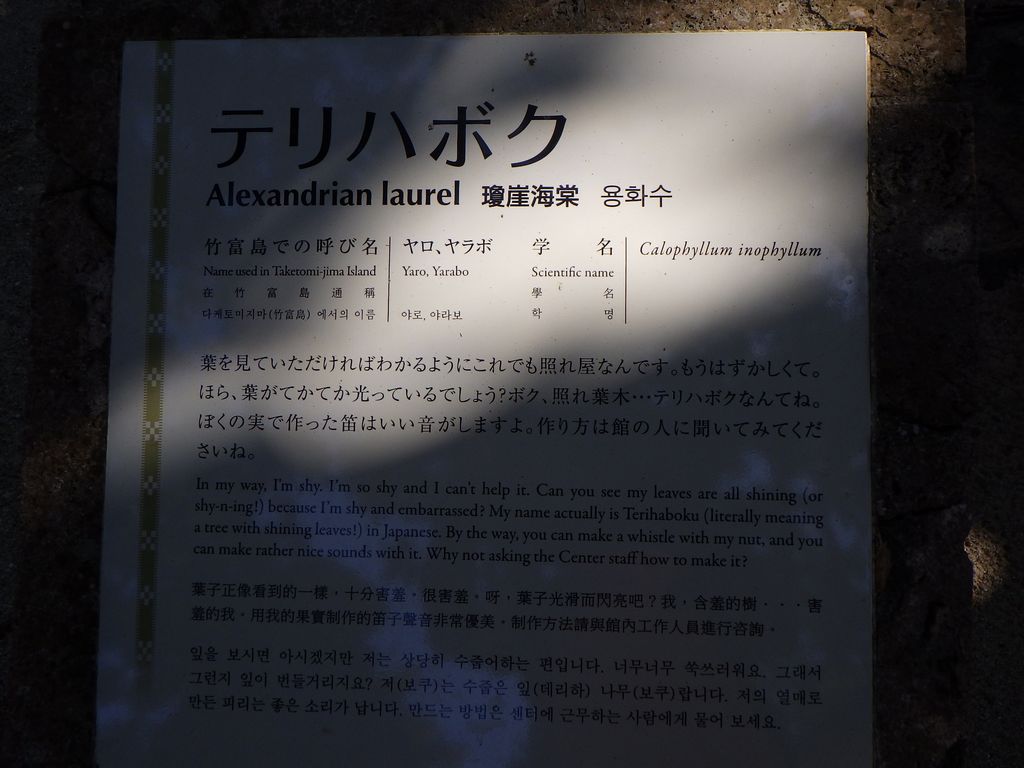 テリハボク
Alexandrian laurel 瓊崖海棠 용화수
竹富島での呼び名 ヤロ、ヤラボ 学名 Calophyllum inophyllum
Name used in Taketomi-jima Island Yaro, Yarabo Scientific name
在竹富島通稱 學名
다케토미지마(竹富島) 에서의 이름 야로, 야라보 학명
葉を見ていただければわかるようにこれでも照れ屋なんです。もうはずかしくて。
ほら、葉がてかてか光っているでしょう?ボク、照れ葉木…テリハボクなんてね。
ぼくの実で作った笛はいい音がしますよ。作り方は館の人に聞いてみてくだ
さいね。
In my way, I'm shy. I'm so shy and I can't help it. Can you see my leaves are all shining (or
shy-n-ing!) because I'm shy and embarrassed? My name actually is Terihaboku (literally meaning
a tree with shining leaves!) in Japanese. By the way, you can make a whistle with my nut, and you
can make rather nice sounds with it. Why not asking the Center staff how to make it?
葉子正像看到的一樣，十分害羞。很害羞。呀，葉子光滑而閃亮吧？我，含羞的樹···害
羞的我。用我的果實制作的笛子聲音非常優美。制作方法請與館內工作人員進行咨詢。
잎을 보시면 아시겠지만 저는 상당히 수줍어하는 편입니다. 너무너무 쑥쓰러워요. 그래서
그런지 잎이 번들거리지요? 저(보쿠)는 수줍은 잎(데리하) 나무(보쿠)랍니다. 저의 열매로
만든 피리는 좋은 소리가 납니다. 만드는 방법은 센터에 근무하는 사람에게 물어 보세요.